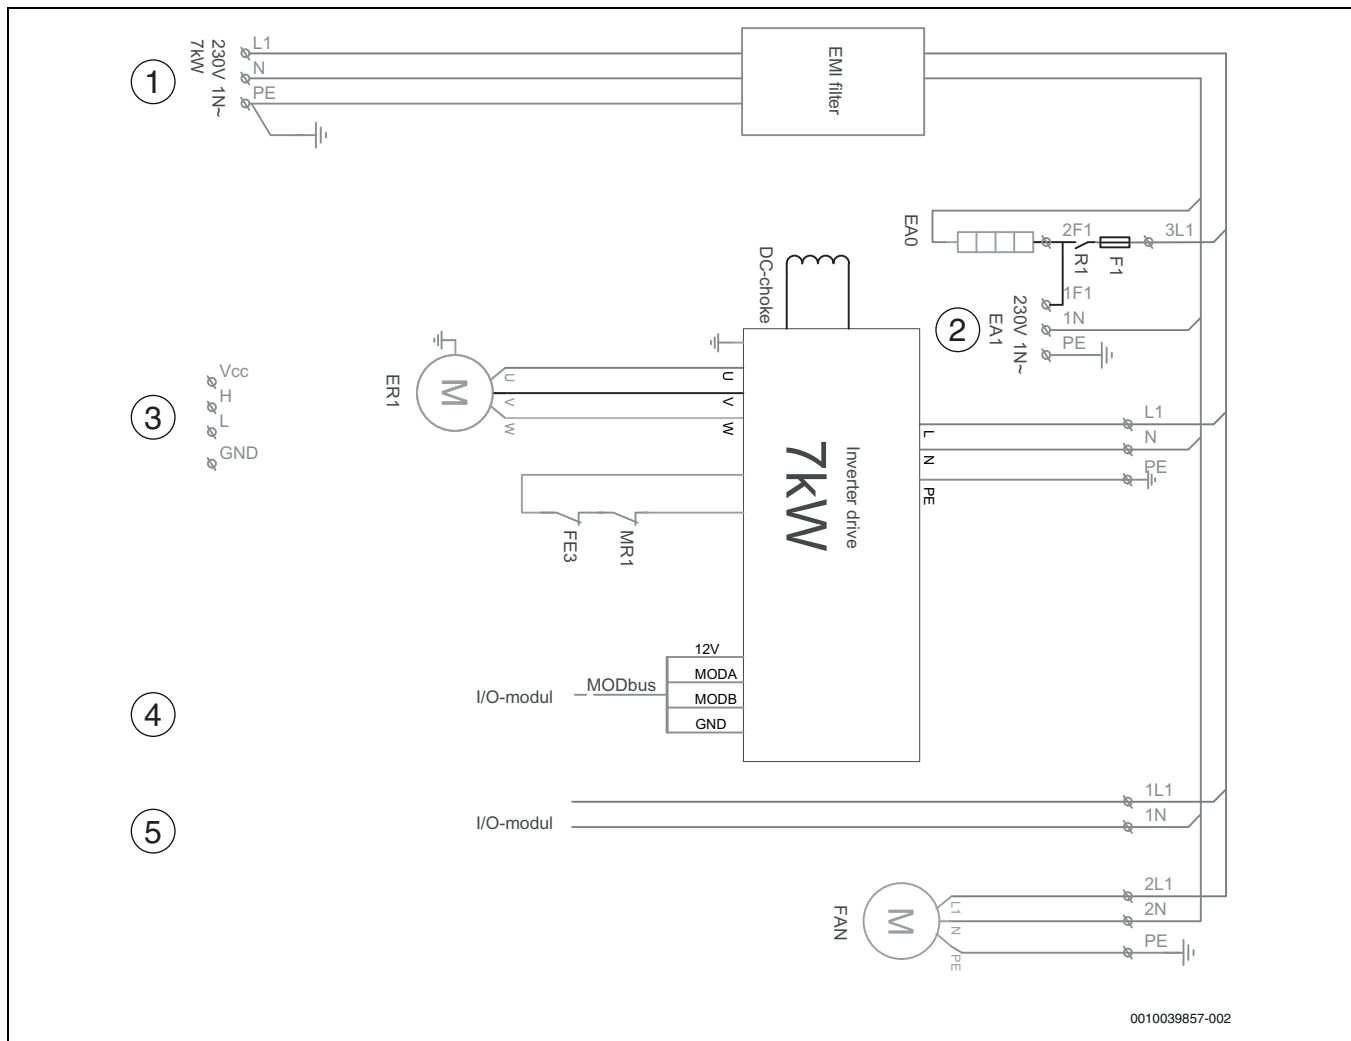 1
230V 1N~
7kW
L1
N
PE
EMI filter
EA0
2F1
R1
F1
3L1
1F1
2
230V 1N~
EA1
1N
PE
DC-choke
ER1
M
U
V
W
U
V
W
3
Vcc
H
L
GND
Inverter drive
7kW
L
N
PE
L1
N
PE
FE3
MR1
4
I/O-modul
MODbus
12V
MODA
MODB
GND
5
I/O-modul
1L1
1N
FAN
M
L1
N
PE
2L1
2N
PE
0010039857-002